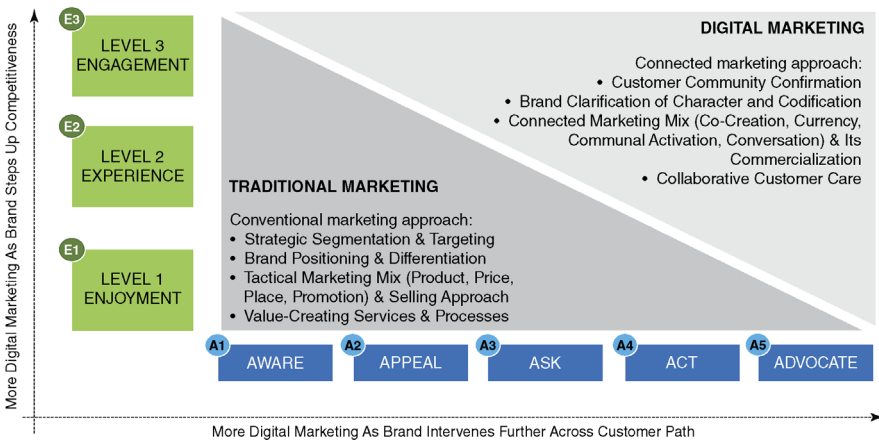 More Digital Marketing As Brand Steps Up Competitiveness
E3
LEVEL 3
ENGAGEMENT
E2
LEVEL 2
EXPERIENCE
E1
LEVEL 1
ENJOYMENT
DIGITAL MARKETING
Connected marketing approach:
• Customer Community Confirmation
• Brand Clarification of Character and Codification
• Connected Marketing Mix (Co-Creation, Currency,
Communal Activation, Conversation) & Its
Commercialization
• Collaborative Customer Care
TRADITIONAL MARKETING
Conventional marketing approach:
• Strategic Segmentation & Targeting
• Brand Positioning & Differentiation
• Tactical Marketing Mix (Product, Price,
Place, Promotion) & Selling Approach
• Value-Creating Services & Processes
A1
AWARE
A2
APPEAL
A3
ASK
A4
ACT
A5
ADVOCATE
More Digital Marketing As Brand Intervenes Further Across Customer Path